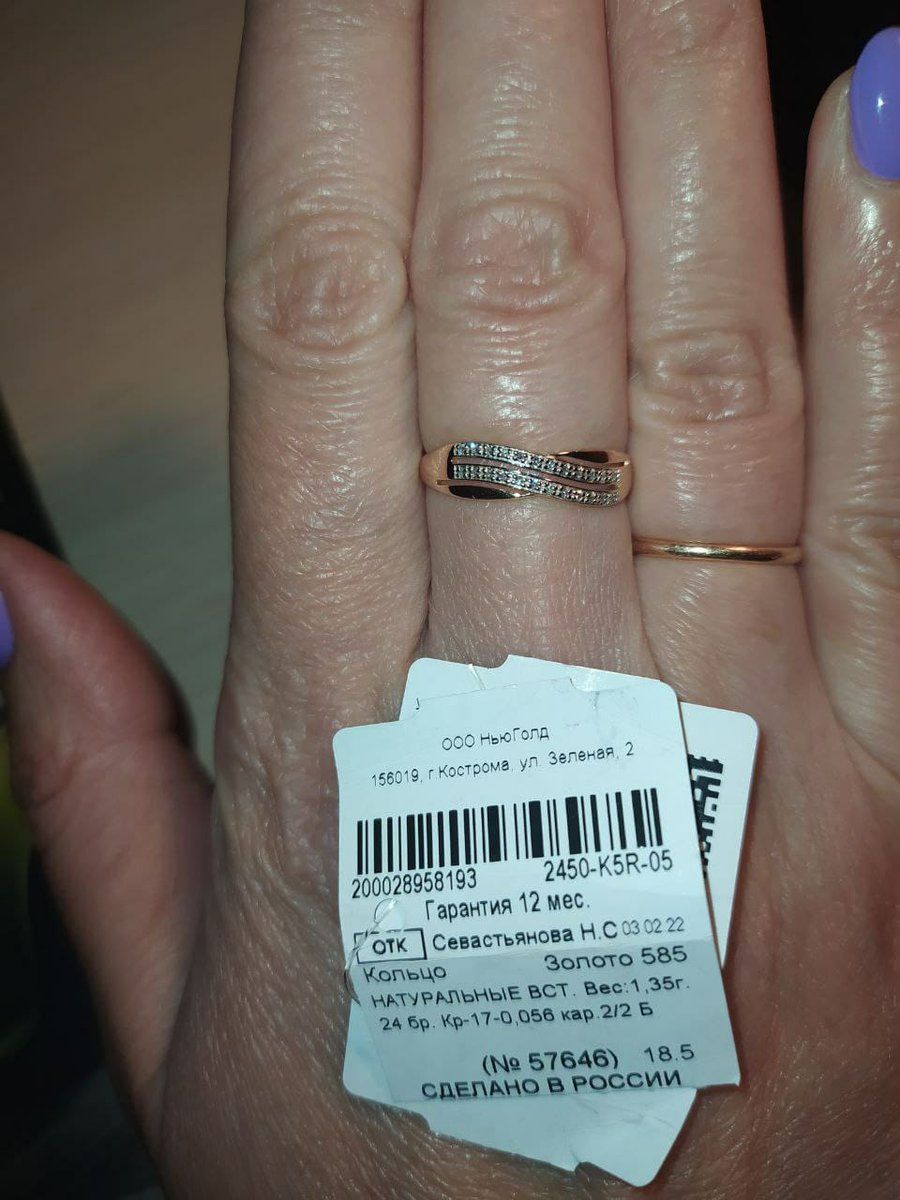 ООО НьюГолд
156019, г.Кострома, ул. Зеленая, 2
200028958193 2450-K5R-05
Гарантия 12 мес.
ОТК Севастьянова Н.С 03 02 22
Кольцо Золото 585
НАТУРАЛЬНЫЕ ВСТ. Вес:1,35г.
24 бр. Кр-17-0,056 кар.2/2 Б
(№ 57646) 18.5
СДЕЛАНО В РОССИИ